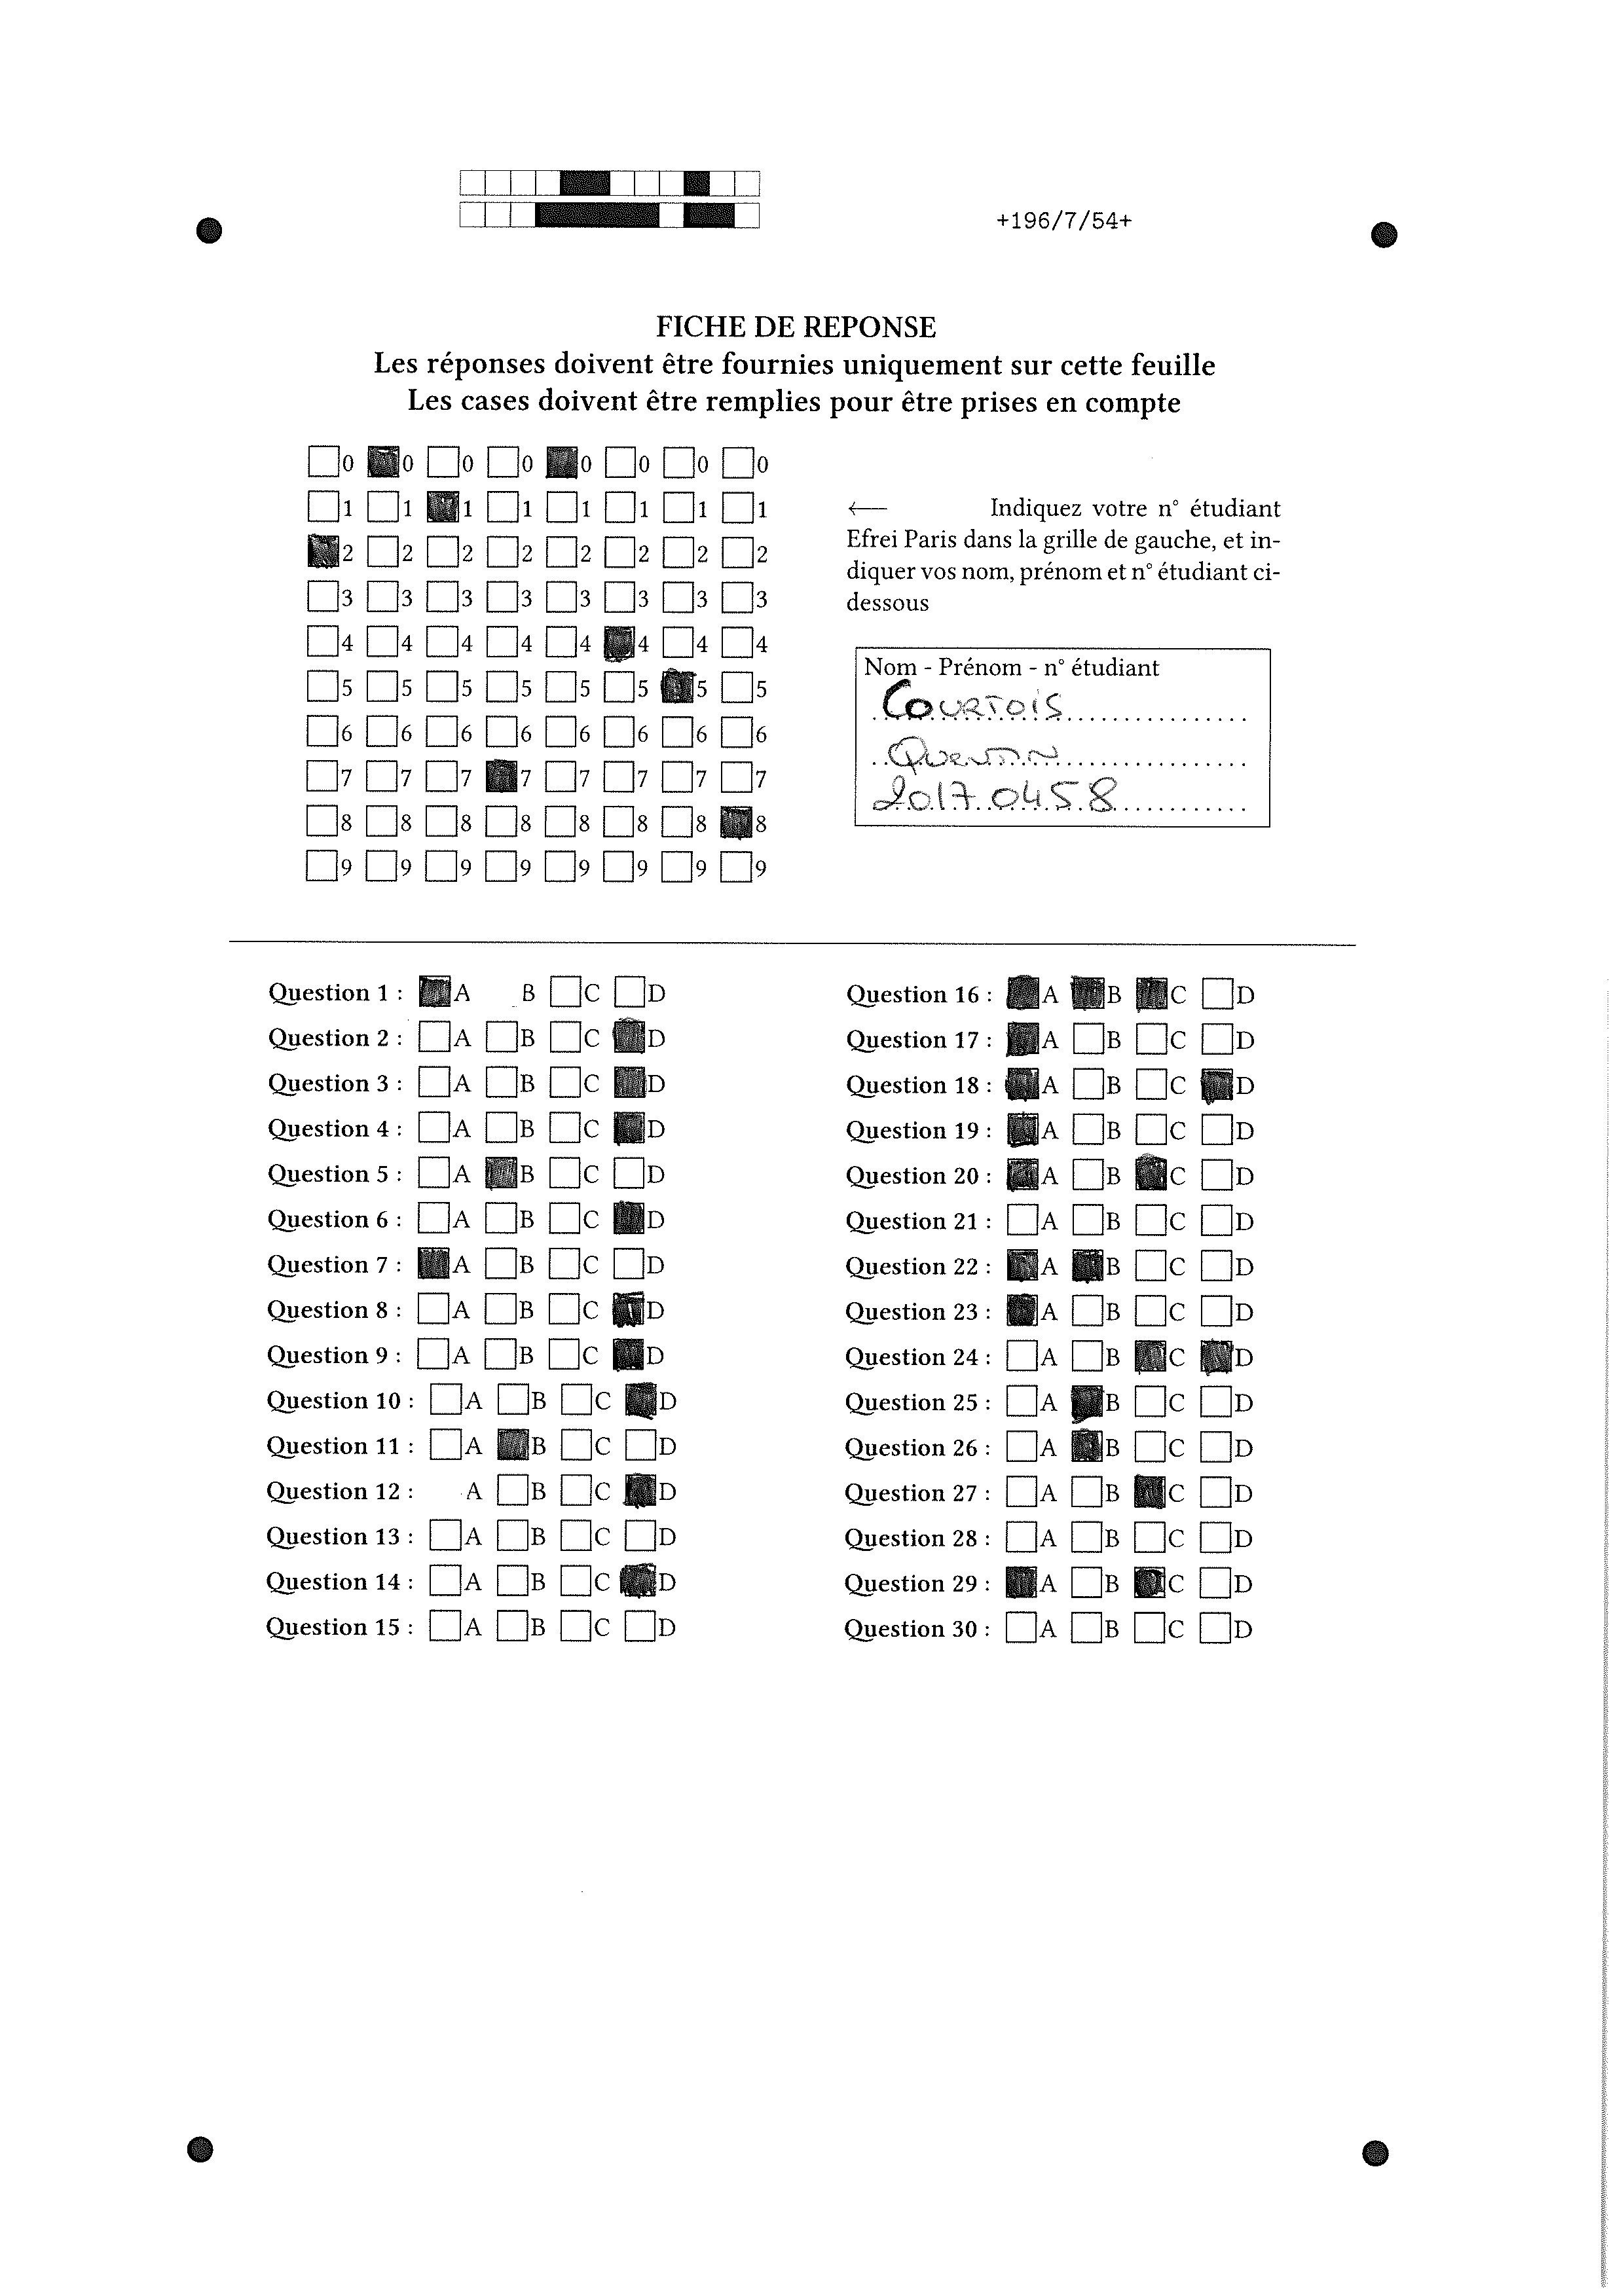 +196/7/54+
FICHE DE REPONSE
Les réponses doivent être fournies uniquement sur cette feuille
Les cases doivent être remplies pour être prises en compte
0 0 0 0 0 0 0 0
1 1 1 1 1 1 1 1
2 2 2 2 2 2 2 2
3 3 3 3 3 3 3 3
4 4 4 4 4 4 4 4
5 5 5 5 5 5 5 5
6 6 6 6 6 6 6 6
7 7 7 7 7 7 7 7
8 8 8 8 8 8 8 8
9 9 9 9 9 9 9 9
← Indiquez votre n° étudiant
Efrei Paris dans la grille de gauche, et in-
diquer vos nom, prénom et n° étudiant ci-
dessous
Nom - Prénom - n° étudiant
COURTOIS
Quentin
20170458
Question 1 : A B C D
Question 2 : A B C D
Question 3 : A B C D
Question 4 : A B C D
Question 5 : A B C D
Question 6 : A B C D
Question 7 : A B C D
Question 8 : A B C D
Question 9 : A B C D
Question 10 : A B C D
Question 11 : A B C D
Question 12 : A B C D
Question 13 : A B C D
Question 14 : A B C D
Question 15 : A B C D
Question 16 : A B C D
Question 17 : A B C D
Question 18 : A B C D
Question 19 : A B C D
Question 20 : A B C D
Question 21 : A B C D
Question 22 : A B C D
Question 23 : A B C D
Question 24 : A B C D
Question 25 : A B C D
Question 26 : A B C D
Question 27 : A B C D
Question 28 : A B C D
Question 29 : A B C D
Question 30 : A B C D